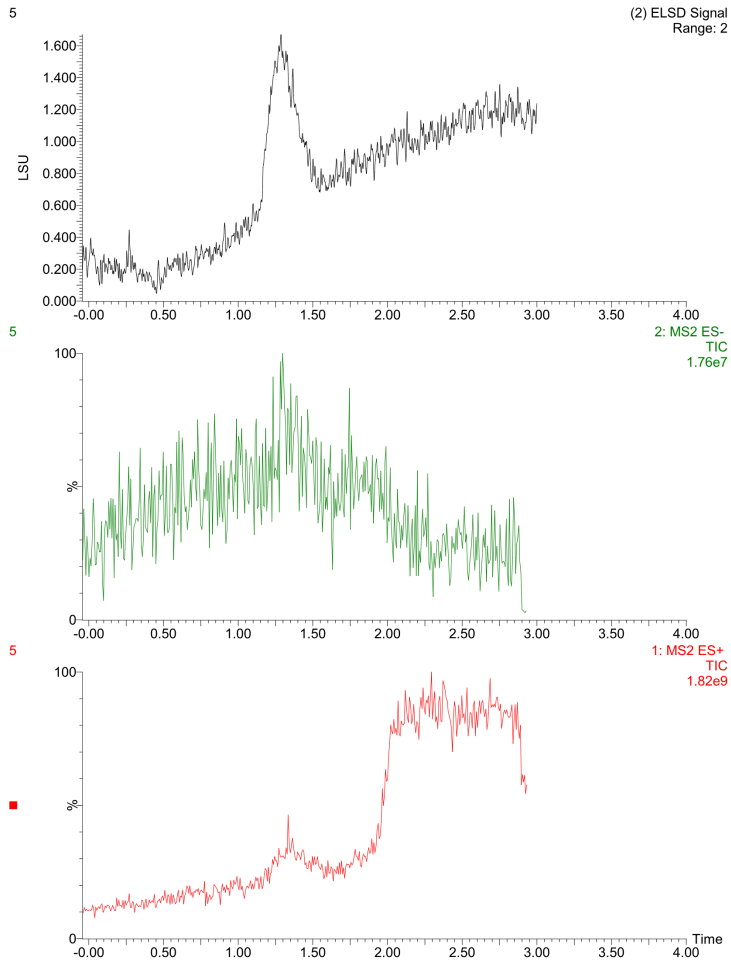 5
(2) ELSD Signal
Range: 2
LSU
1.600
1.400
1.200
1.000
0.800
0.600
0.400
0.200
0.000
-0.00 0.50 1.00 1.50 2.00 2.50 3.00 3.50 4.00
5
2: MS2 ES-
TIC
1.76e7
100
%
0
-0.00 0.50 1.00 1.50 2.00 2.50 3.00 3.50 4.00
5
1: MS2 ES+
TIC
1.82e9
100
%
0
Time
-0.00 0.50 1.00 1.50 2.00 2.50 3.00 3.50 4.00